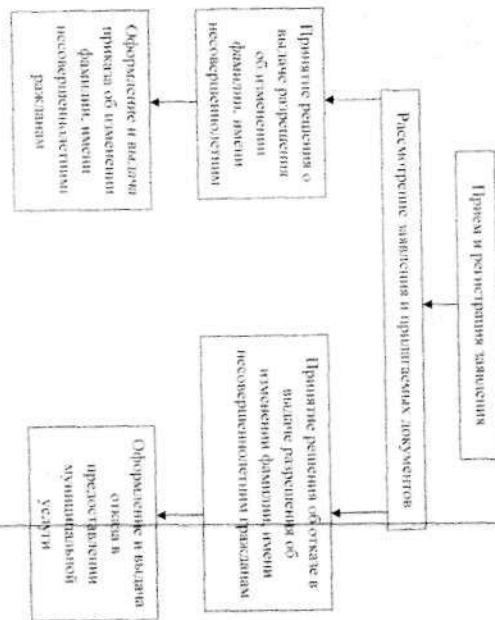 Прием и регистрация заявления
Рассмотрение заявления и прилагаемых документов
Принятие решения о
выдаче разрешения
об изменении
фамилии, имени
несовершеннолетним
Принятие решения об отказе в
выдаче разрешения об
изменении фамилии, имени
несовершеннолетним гражданам
Оформление и выдача
приказа об изменении
фамилии, имени
несовершеннолетним
ражданам
Оформление и выдача
отказа в
предоставлении
муниципальной
услуги